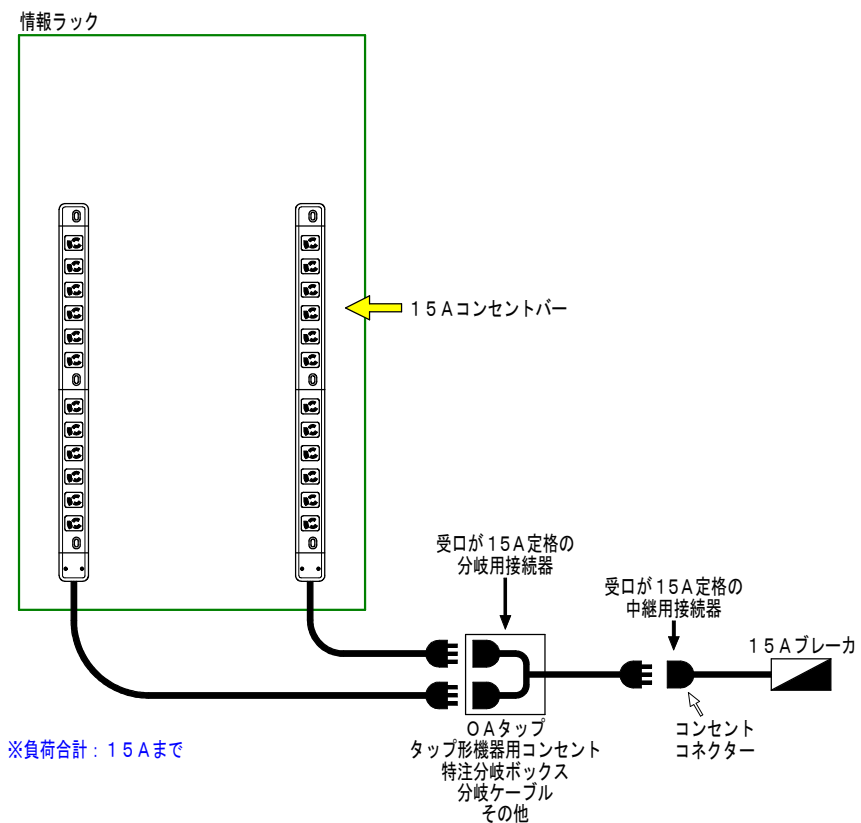 情報ラック
１５Ａコンセントバー
受口が１５Ａ定格の
分岐用接続器
受口が１５Ａ定格の
中継用接続器
１５Ａブレーカ
ＯＡタップ
タップ形機器用コンセント
特注分岐ボックス
分岐ケーブル
その他
コンセント
コネクター
※負荷合計：１５Ａまで